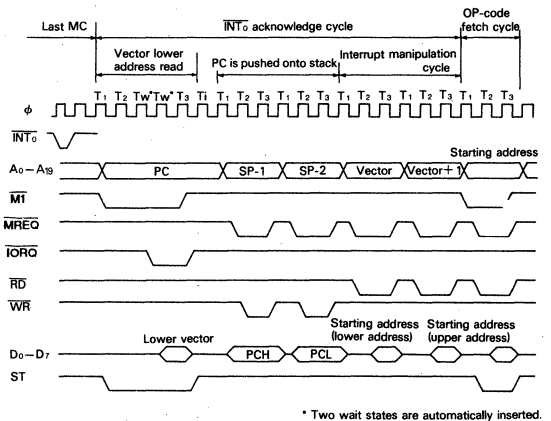 OP-code
fetch cycle
Last MC
INT0 acknowledge cycle
Vector lower
address read
PC is pushed onto stack
Interrupt manipulation
cycle
T1 T2 Tw* Tw* T3 Ti T1 T2 T3 T1 T2 T3 T1 T2 T3 T1 T2 T3 T1 T2 T3
ϕ
INT0
Starting address
A0—A19 PC SP-1 SP-2 Vector Vector+1
M1
MREQ
IORQ
RD
WR
Lower vector
Starting address
(lower address)
Starting address
(upper address)
D0—D7 PCH PCL
ST
* Two wait states are automatically inserted.